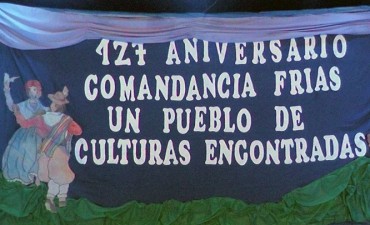 127 ANIVERSARIO
COMANDANCIA FRIAS
UN PUEBLO DE
CULTURAS ENCONTRADAS